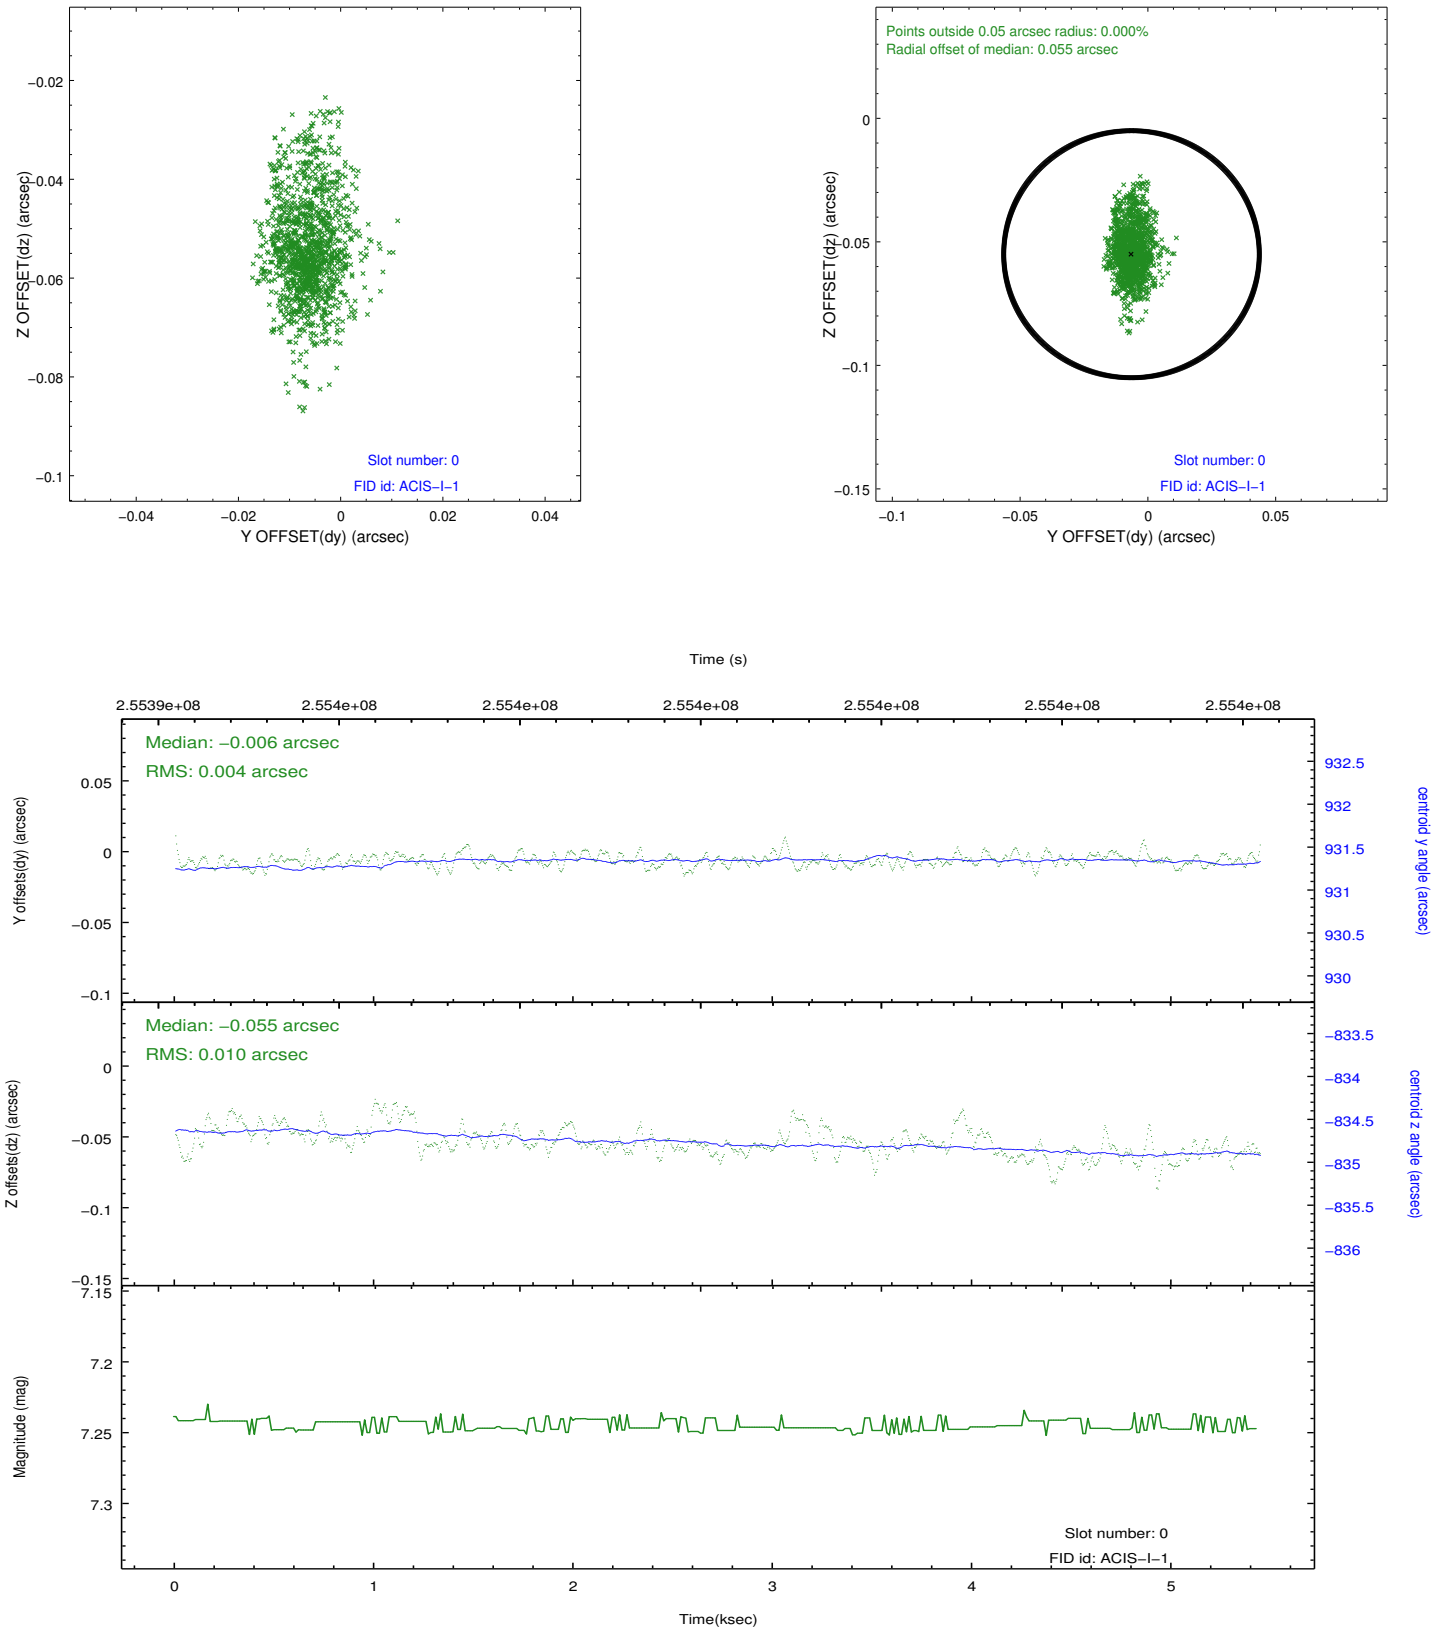 −0.02
−0.04
−0.06
−0.08
−0.1
Z OFFSET(dz) (arcsec)
Slot number: 0
FID id: ACIS−I−1
−0.04 −0.02 0 0.02 0.04
Y OFFSET(dy) (arcsec)
Points outside 0.05 arcsec radius: 0.000%
Radial offset of median: 0.055 arcsec
0
−0.05
−0.1
−0.15
Z OFFSET(dz) (arcsec)
Slot number: 0
FID id: ACIS−I−1
−0.1 −0.05 0 0.05
Y OFFSET(dy) (arcsec)
Time (s)
2.5539e+08 2.554e+08 2.554e+08 2.554e+08 2.554e+08 2.554e+08 2.554e+08
Median: −0.006 arcsec
RMS: 0.004 arcsec
0.05
0
−0.05
−0.1
Y offsets(dy) (arcsec)
932.5
932
931.5
931
930.5
930
centroid y angle (arcsec)
Median: −0.055 arcsec
RMS: 0.010 arcsec
0
−0.05
−0.1
−0.15
Z offsets(dz) (arcsec)
−833.5
−834
−834.5
−835
−835.5
−836
centroid z angle (arcsec)
7.15
7.2
7.25
7.3
Magnitude (mag)
Slot number: 0
FID id: ACIS−I−1
0 1 2 3 4 5
Time(ksec)